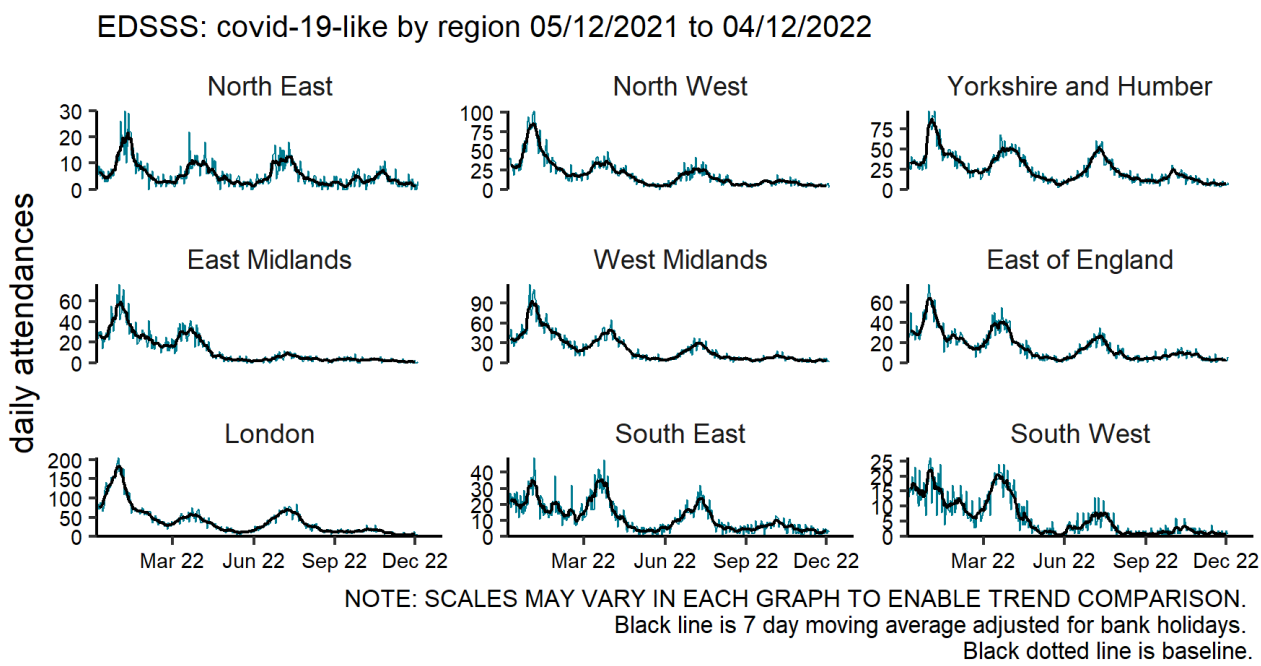 EDSSS: covid-19-like by region 05/12/2021 to 04/12/2022
daily attendances
North East
30
20
10
0
North West
100
75
50
25
0
Yorkshire and Humber
75
50
25
0
East Midlands
60
40
20
0
West Midlands
90
60
30
0
East of England
60
40
20
0
London
200
150
100
50
0
Mar 22 Jun 22 Sep 22 Dec 22
South East
40
30
20
10
0
Mar 22 Jun 22 Sep 22 Dec 22
South West
25
20
15
10
5
0
Mar 22 Jun 22 Sep 22 Dec 22
NOTE: SCALES MAY VARY IN EACH GRAPH TO ENABLE TREND COMPARISON.
Black line is 7 day moving average adjusted for bank holidays.
Black dotted line is baseline.